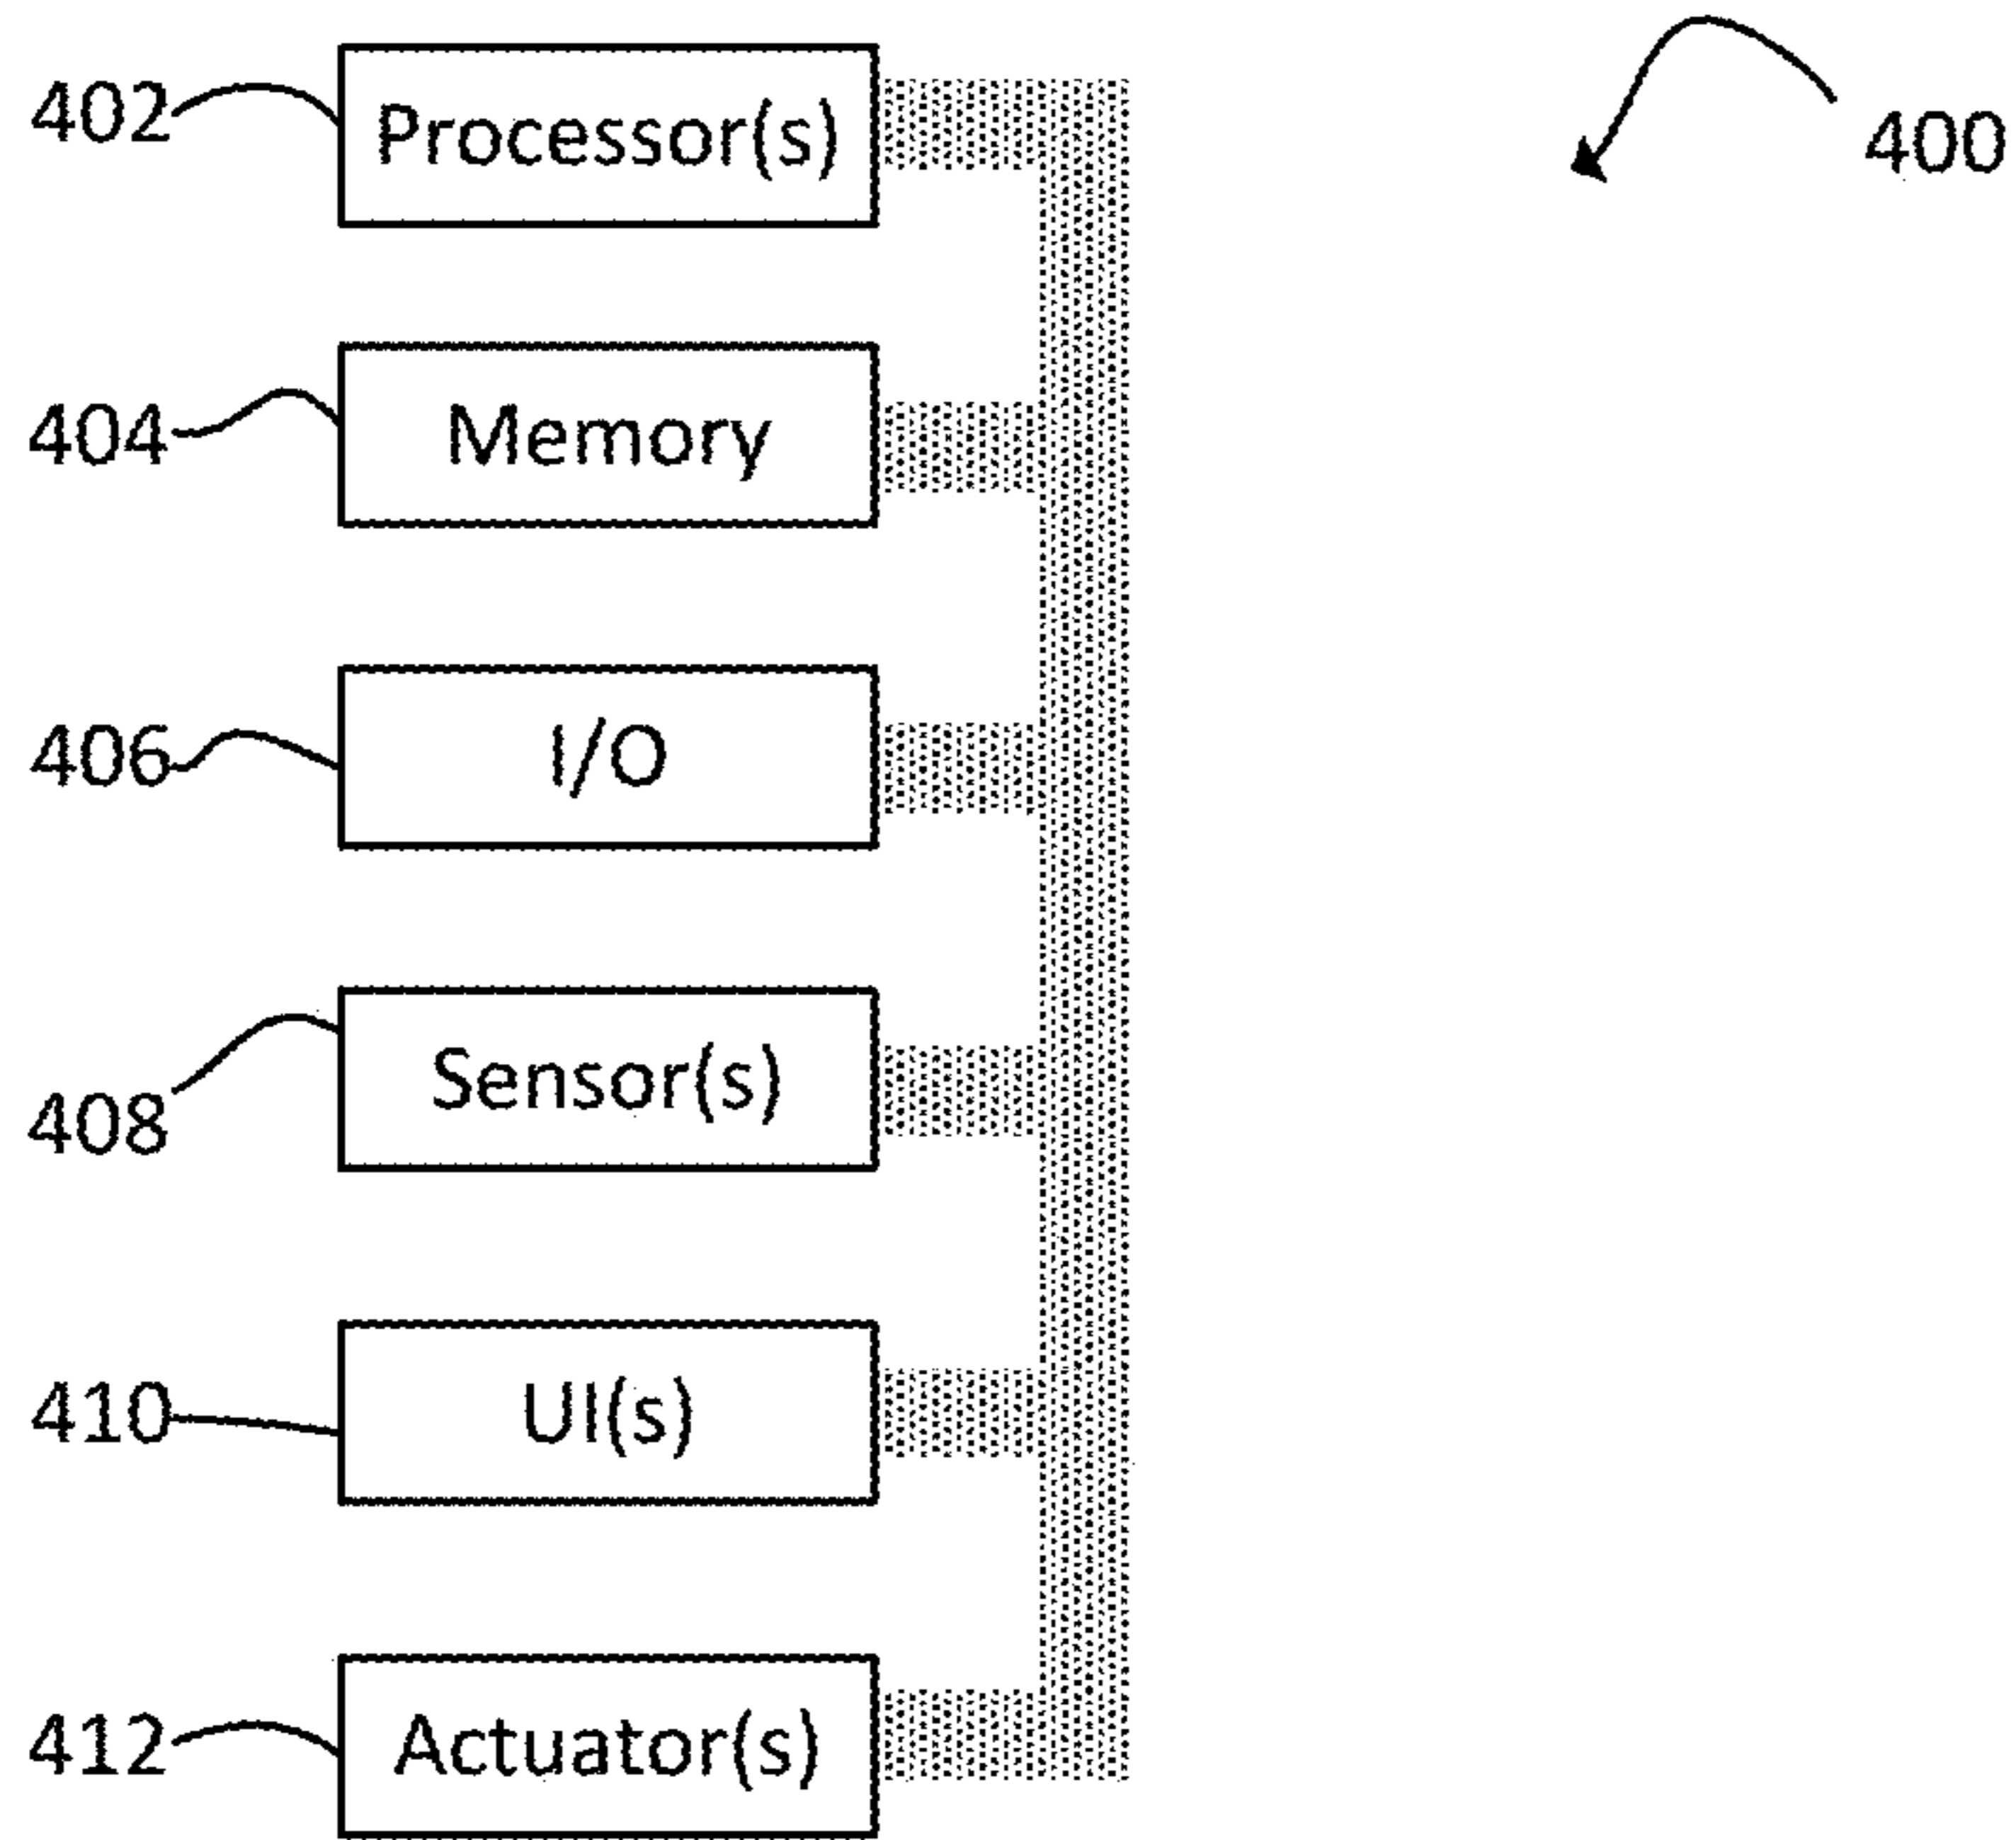 402 Processor(s)
400
404 Memory
406 I/O
408 Sensor(s)
410 UI(s)
412 Actuator(s)